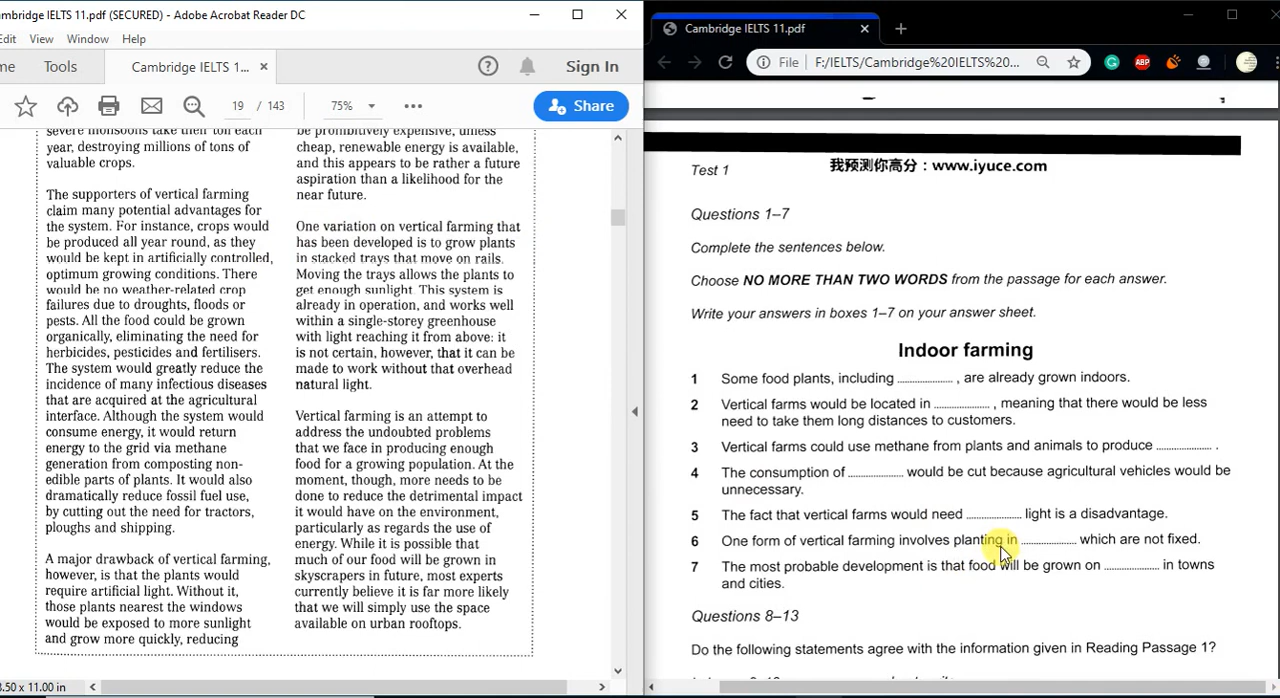 mbridge IELTS 11.pdf (SECURED) - Adobe Acrobat Reader DC
Edit View Window Help
me Tools Cambridge IELTS 1... × ? Sign In
19 / 143 75% Share
severe monsoons take their toll each
year, destroying millions of tons of
valuable crops.
The supporters of vertical farming
claim many potential advantages for
the system. For instance, crops would
be produced all year round, as they
would be kept in artificially controlled,
optimum growing conditions. There
would be no weather-related crop
failures due to droughts, floods or
pests. All the food could be grown
organically, eliminating the need for
herbicides, pesticides and fertilisers.
The system would greatly reduce the
incidence of many infectious diseases
that are acquired at the agricultural
interface. Although the system would
consume energy, it would return
energy to the grid via methane
generation from composting non-
edible parts of plants. It would also
dramatically reduce fossil fuel use,
by cutting out the need for tractors,
ploughs and shipping.
A major drawback of vertical farming,
however, is that the plants would
require artificial light. Without it,
those plants nearest the windows
would be exposed to more sunlight
and grow more quickly, reducing
be prohibitively expensive, unless
cheap, renewable energy is available,
and this appears to be rather a future
aspiration than a likelihood for the
near future.
One variation on vertical farming that
has been developed is to grow plants
in stacked trays that move on rails.
Moving the trays allows the plants to
get enough sunlight. This system is
already in operation, and works well
within a single-storey greenhouse
with light reaching it from above: it
is not certain, however, that it can be
made to work without that overhead
natural light.
Vertical farming is an attempt to
address the undoubted problems
that we face in producing enough
food for a growing population. At the
moment, though, more needs to be
done to reduce the detrimental impact
it would have on the environment,
particularly as regards the use of
energy. While it is possible that
much of our food will be grown in
skyscrapers in future, most experts
currently believe it is far more likely
that we will simply use the space
available on urban rooftops.
8.50 x 11.00 in
Cambridge IELTS 11.pdf
File F:/IELTS/Cambridge%20IELTS%20... ABP
Test 1 我预测你高分：www.iyuce.com
Questions 1–7
Complete the sentences below.
Choose NO MORE THAN TWO WORDS from the passage for each answer.
Write your answers in boxes 1–7 on your answer sheet.
Indoor farming
1 Some food plants, including .................... , are already grown indoors.
2 Vertical farms would be located in .................... , meaning that there would be less
need to take them long distances to customers.
3 Vertical farms could use methane from plants and animals to produce .................... .
4 The consumption of .................... would be cut because agricultural vehicles would be
unnecessary.
5 The fact that vertical farms would need .................... light is a disadvantage.
6 One form of vertical farming involves planting in .................... which are not fixed.
7 The most probable development is that food will be grown on .................... in towns
and cities.
Questions 8–13
Do the following statements agree with the information given in Reading Passage 1?